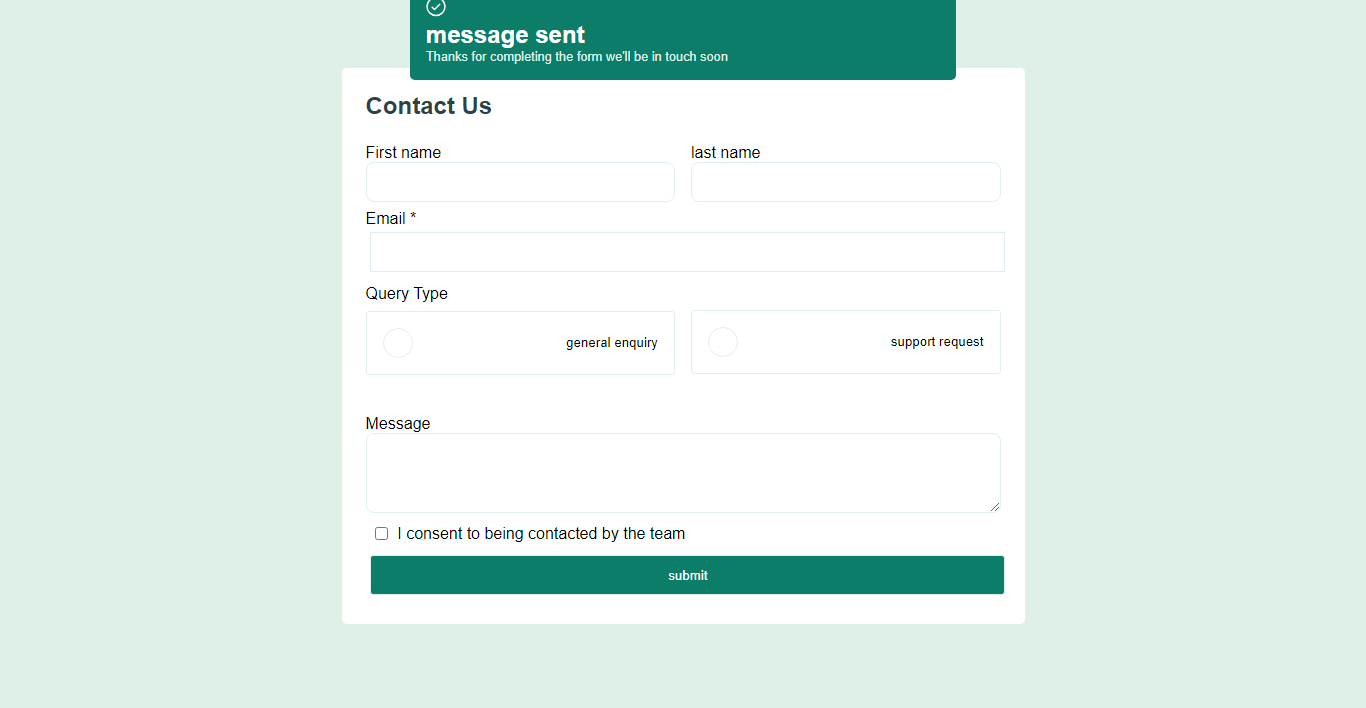 message sent
Thanks for completing the form we'll be in touch soon
Contact Us
First name
last name
Email *
Query Type
general enquiry
support request
Message
I consent to being contacted by the team
submit